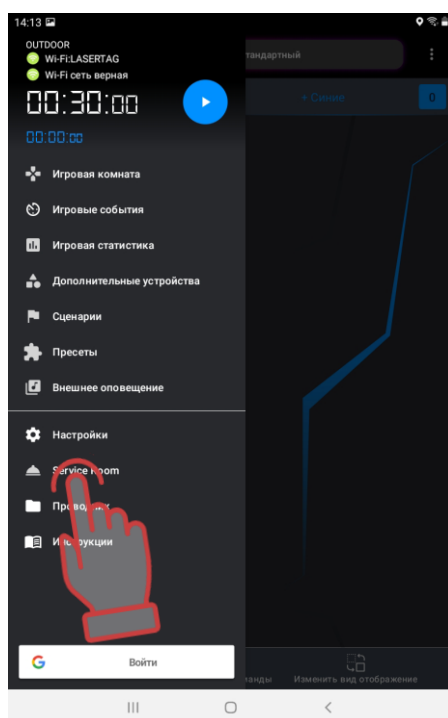 14:13
OUTDOOR
Wi-Fi:LASERTAG
Wi-Fi сеть верная
00:30:00
00:00:00
тандартный
+ Синие
0
Игровая комната
Игровые события
Игровая статистика
Дополнительные устройства
Сценарии
Пресеты
Внешнее оповещение
Настройки
Service Room
Проводник
Инструкции
G
Войти
манды
Изменить вид отображение